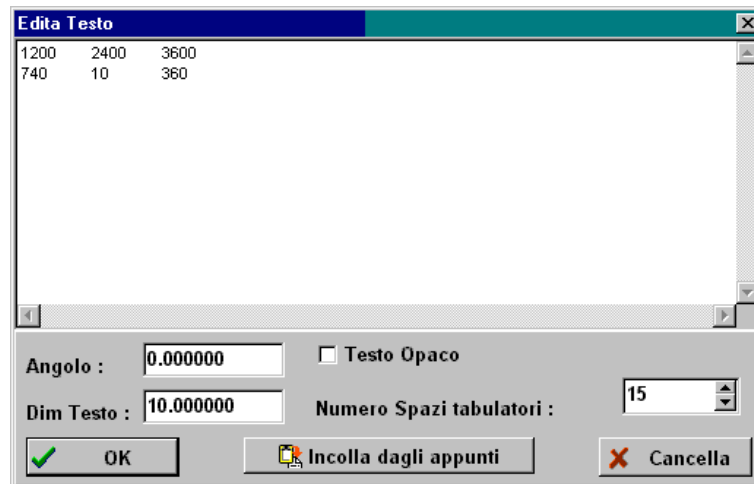 Edita Testo
1200 2400 3600
740 10 360
Angolo : 0.000000
Testo Opaco
Dim Testo : 10.000000
Numero Spazi tabulatori : 15
OK
Incolla dagli appunti
Cancella